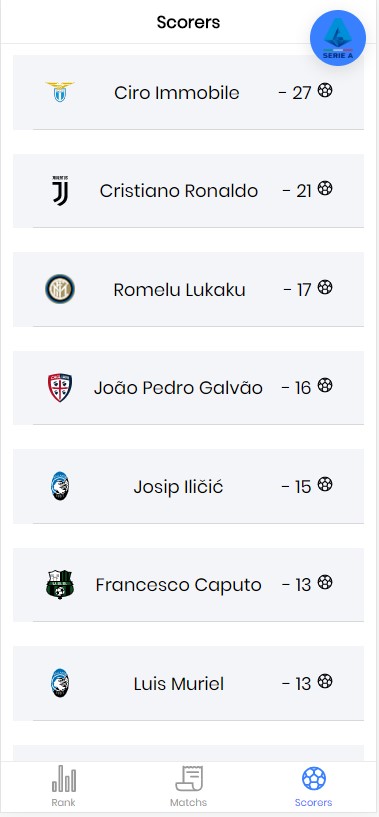 Scorers
SERIE A
Ciro Immobile - 27
JUVENTUS
Cristiano Ronaldo - 21
Romelu Lukaku - 17
João Pedro Galvão - 16
Josip Iličić - 15
Francesco Caputo - 13
Luis Muriel - 13
Rank Matchs Scorers